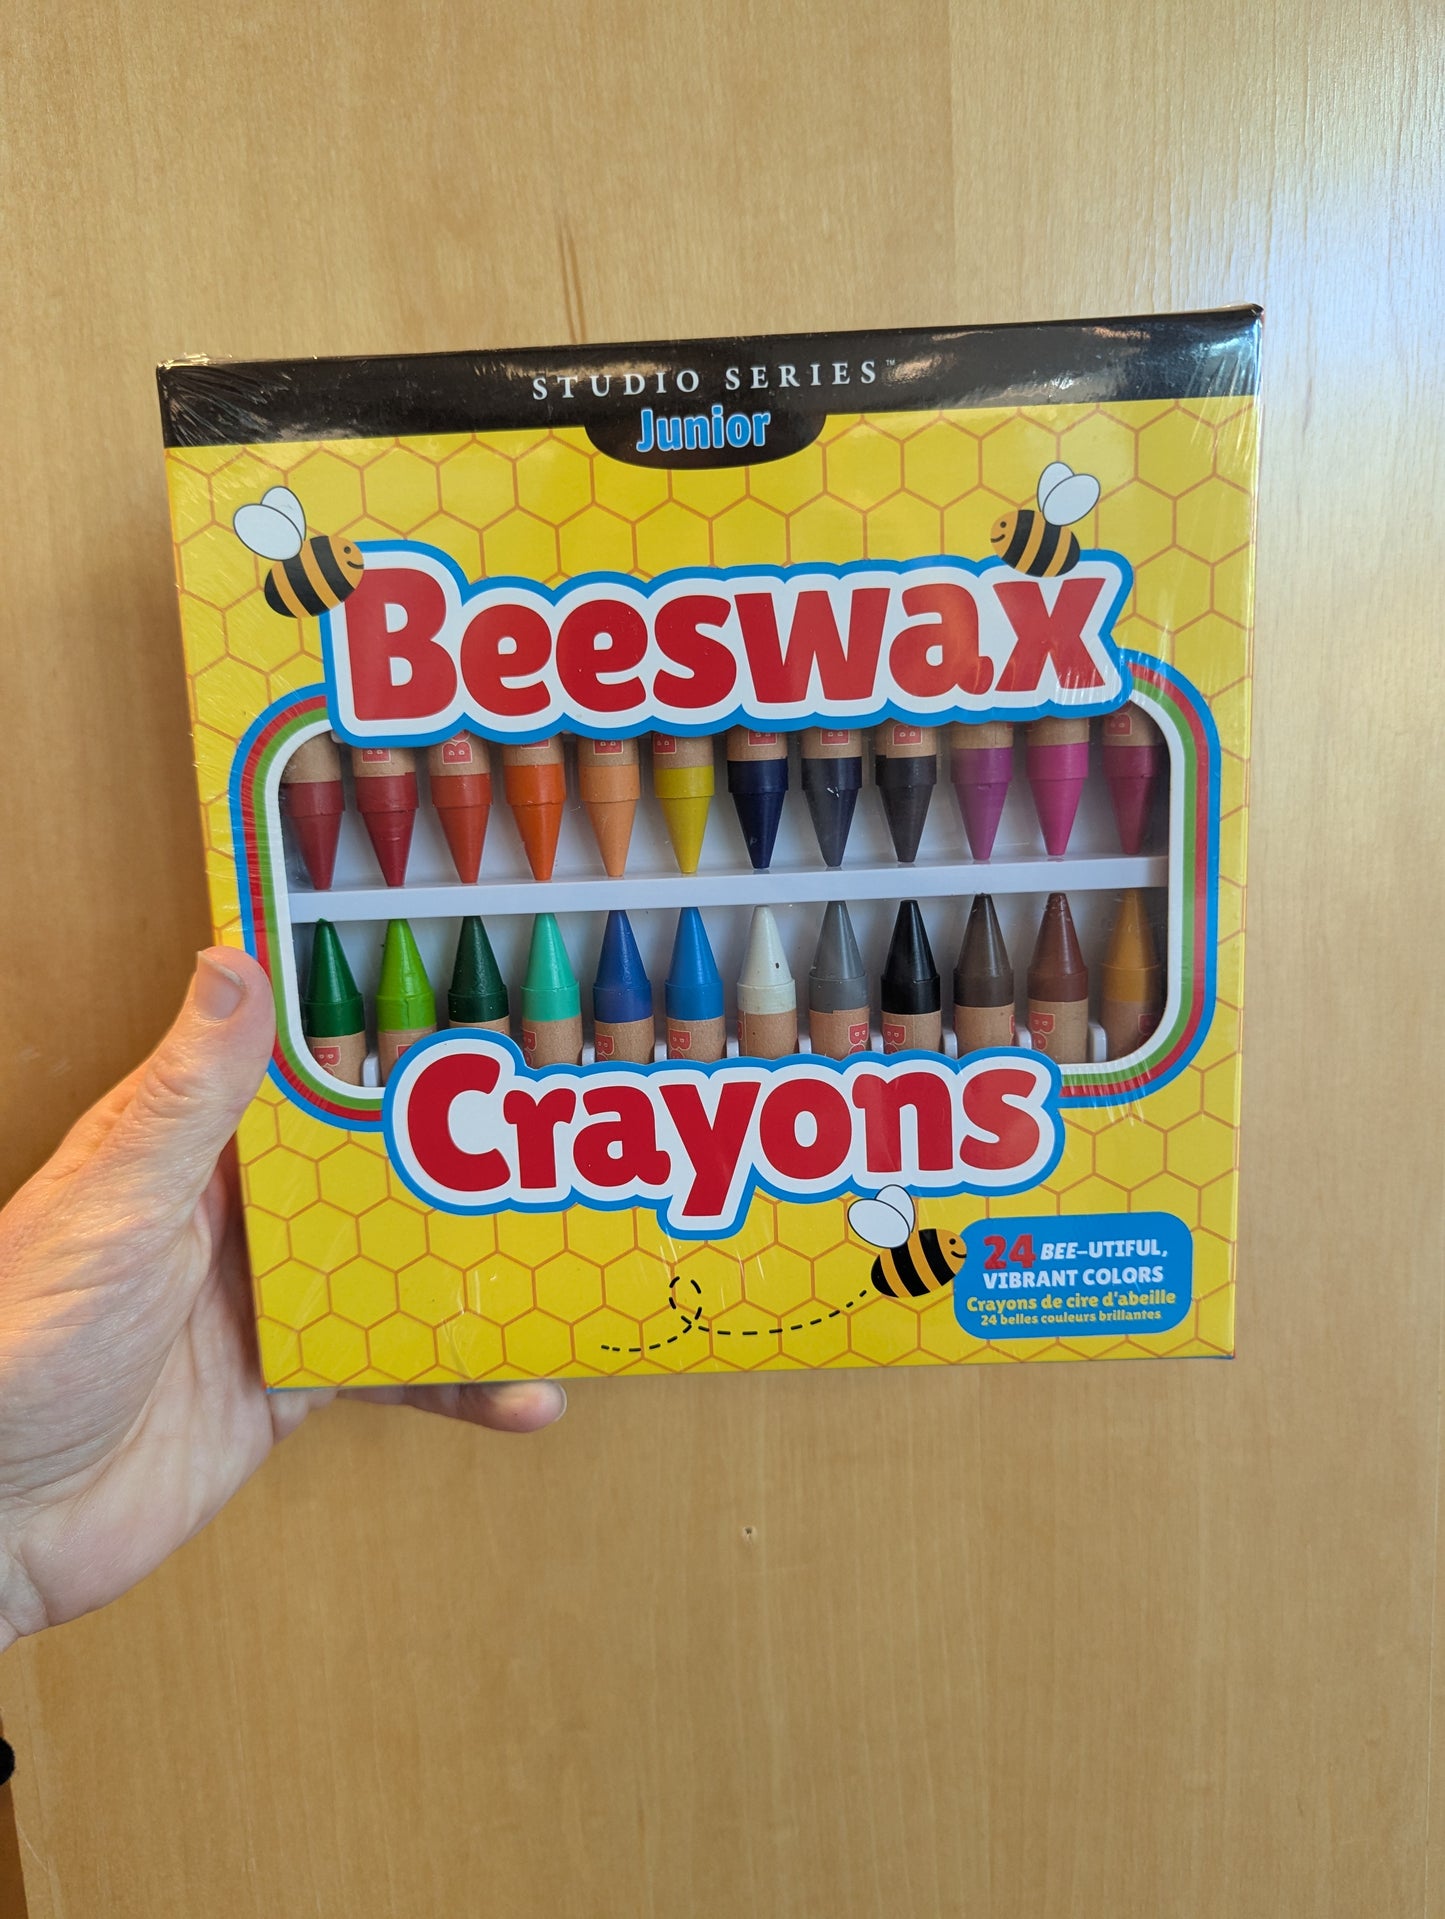 STUDIO SERIES™
Junior
Beeswax
Crayons
24 BEE-UTIFUL,
VIBRANT COLORS
Crayons de cire d'abeille
24 belles couleurs brillantes